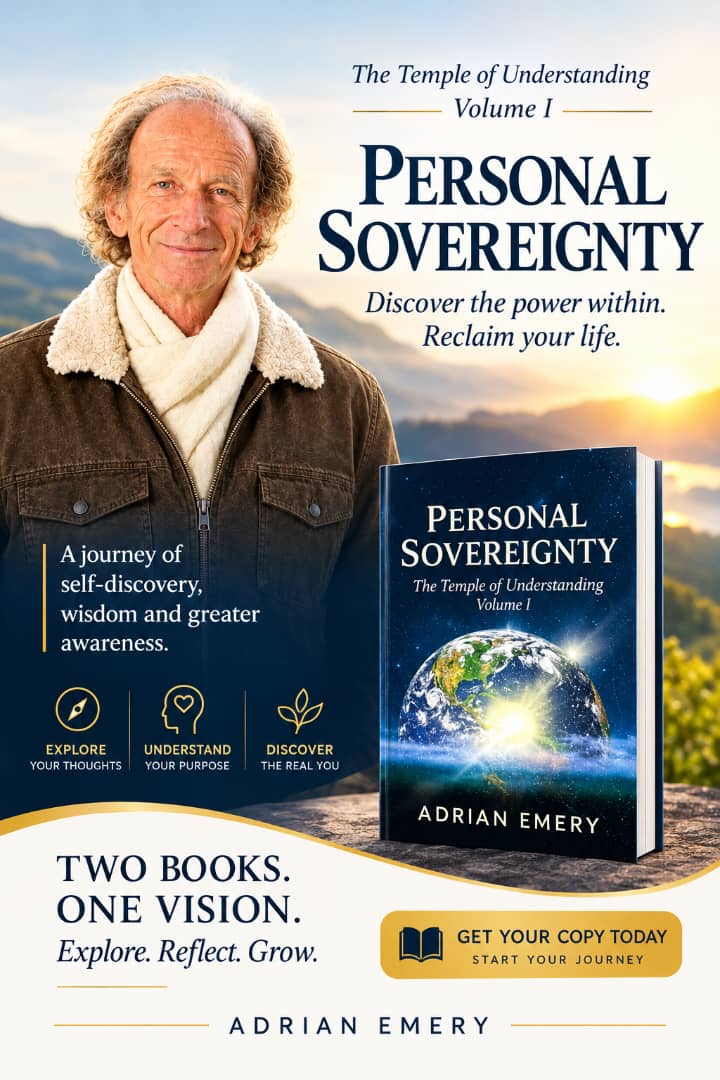 The Temple of Understanding
Volume I
PERSONAL
SOVEREIGNTY
Discover the power within.
Reclaim your life.
A journey of
self-discovery,
wisdom and greater
awareness.
EXPLORE
YOUR THOUGHTS
UNDERSTAND
YOUR PURPOSE
DISCOVER
THE REAL YOU
PERSONAL
SOVEREIGNTY
The Temple of Understanding
Volume I
ADRIAN EMERY
TWO BOOKS.
ONE VISION.
Explore. Reflect. Grow.
GET YOUR COPY TODAY
START YOUR JOURNEY
ADRIAN EMERY